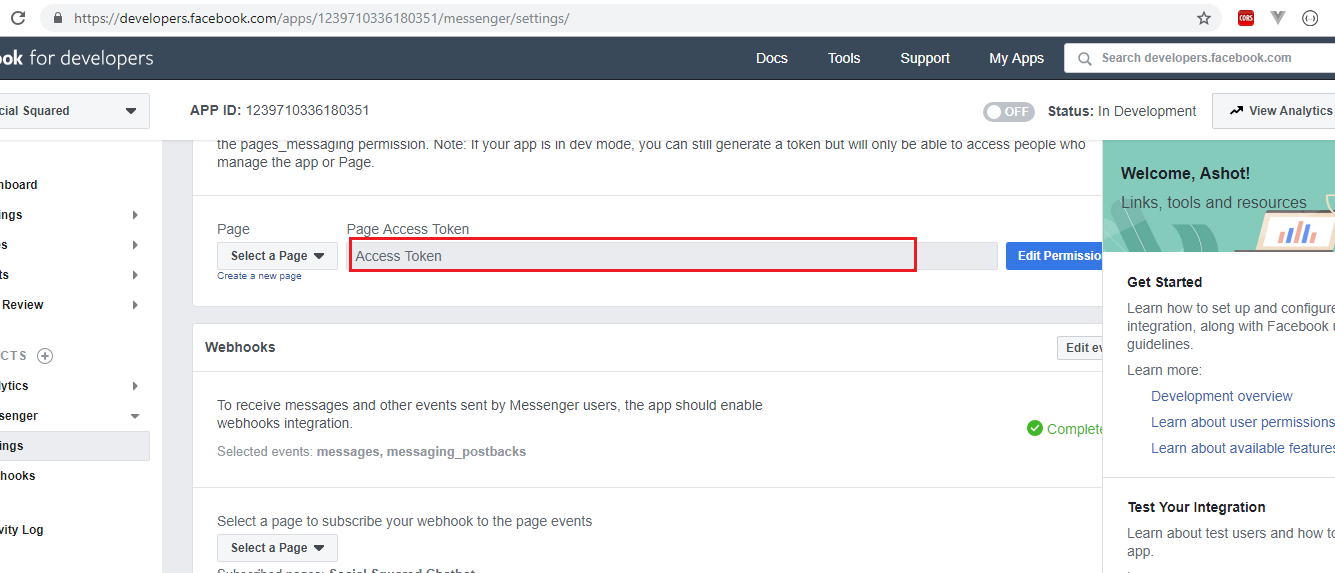 https://developers.facebook.com/apps/1239710336180351/messenger/settings/
CORS
ook for developers
Docs
Tools
Support
My Apps
Search developers.facebook.com
cial Squared
APP ID: 1239710336180351
OFF
Status: In Development
View Analytics
the pages_messaging permission. Note: If your app is in dev mode, you can still generate a token but will only be able to access people who
manage the app or Page.
Page
Page Access Token
Select a Page
Access Token
Edit Permissio
Create a new page
Webhooks
Edit ev
To receive messages and other events sent by Messenger users, the app should enable
webhooks integration.
Complete
Selected events: messages, messaging_postbacks
Select a page to subscribe your webhook to the page events
Select a Page
Subscribed pages: Social Squared Chatbot
hboard
ings
es
ts
Review
CTS
lytics
senger
ings
hooks
vity Log
Welcome, Ashot!
Links, tools and resources
Get Started
Learn how to set up and configure
integration, along with Facebook u
guidelines.
Learn more:
Development overview
Learn about user permissions
Learn about available features
Test Your Integration
Learn about test users and how to
app.